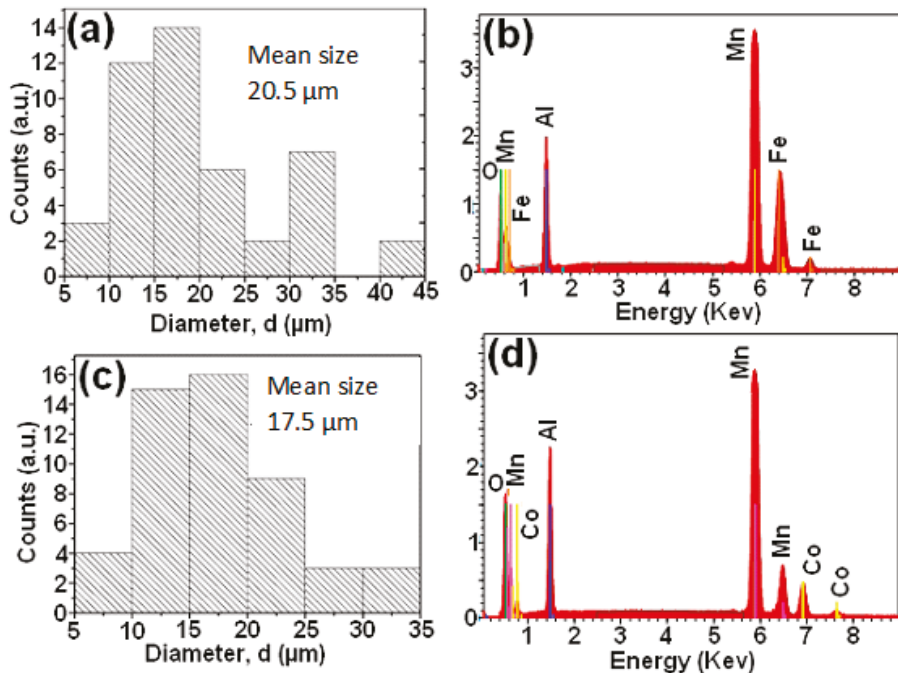 (a)
Mean size
20.5 µm
Counts (a.u.)
14
12
10
8
6
4
2
0
5 10 15 20 25 30 35 40 45
Diameter, d (µm)
(b)
Mn
Al
O
Mn
Fe
Fe
Fe
3
2
1
0
1 2 3 4 5 6 7 8
Energy (Kev)
(c)
Mean size
17.5 µm
Counts (a.u.)
16
14
12
10
8
6
4
2
0
5 10 15 20 25 30 35
Diameter, d (µm)
(d)
Mn
Al
O
Mn
Co
Mn
Co
Co
3
2
1
0
1 2 3 4 5 6 7 8
Energy (Kev)